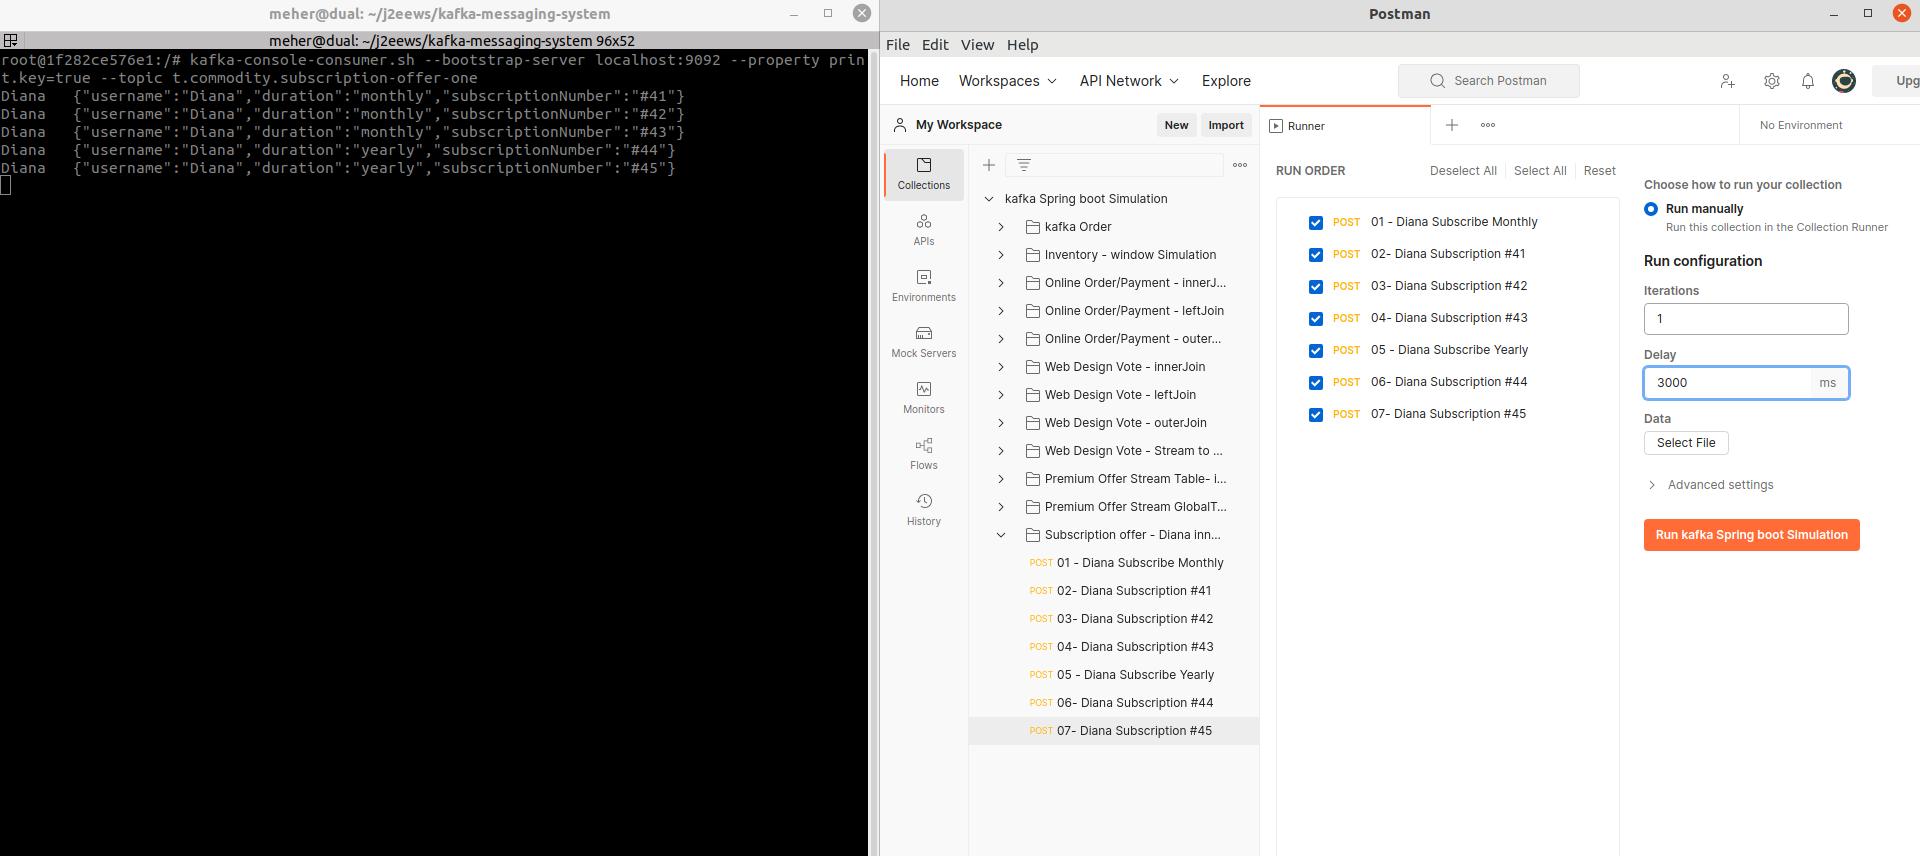 meher@dual: ~/j2eews/kafka-messaging-system
meher@dual: ~/j2eews/kafka-messaging-system 96x52
root@1f282ce576e1:/# kafka-console-consumer.sh --bootstrap-server localhost:9092 --property prin
t.key=true --topic t.commodity.subscription-offer-one
Diana {"username":"Diana","duration":"monthly","subscriptionNumber":"#41"}
Diana {"username":"Diana","duration":"monthly","subscriptionNumber":"#42"}
Diana {"username":"Diana","duration":"monthly","subscriptionNumber":"#43"}
Diana {"username":"Diana","duration":"yearly","subscriptionNumber":"#44"}
Diana {"username":"Diana","duration":"yearly","subscriptionNumber":"#45"}
Postman
File Edit View Help
Home Workspaces API Network Explore Search Postman Upg
My Workspace New Import
Collections
APIs
Environments
Mock Servers
Monitors
Flows
History
kafka Spring boot Simulation
kafka Order
Inventory - window Simulation
Online Order/Payment - innerJ...
Online Order/Payment - leftJoin
Online Order/Payment - outer...
Web Design Vote - innerJoin
Web Design Vote - leftJoin
Web Design Vote - outerJoin
Web Design Vote - Stream to ...
Premium Offer Stream Table- i...
Premium Offer Stream GlobalT...
Subscription offer - Diana inn...
POST 01 - Diana Subscribe Monthly
POST 02- Diana Subscription #41
POST 03- Diana Subscription #42
POST 04- Diana Subscription #43
POST 05 - Diana Subscribe Yearly
POST 06- Diana Subscription #44
POST 07- Diana Subscription #45
Runner
No Environment
RUN ORDER Deselect All Select All Reset
POST 01 - Diana Subscribe Monthly
POST 02- Diana Subscription #41
POST 03- Diana Subscription #42
POST 04- Diana Subscription #43
POST 05 - Diana Subscribe Yearly
POST 06- Diana Subscription #44
POST 07- Diana Subscription #45
Choose how to run your collection
Run manually
Run this collection in the Collection Runner
Run configuration
Iterations
1
Delay
3000 ms
Data
Select File
Advanced settings
Run kafka Spring boot Simulation